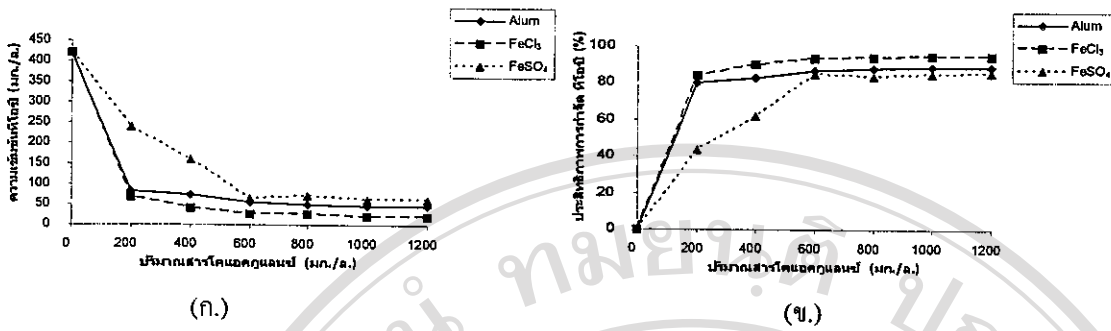 Alum
FeCl₃
FeSO₄
ความเข้มข้นทีโอซี (มก./ล.)
450
400
350
300
250
200
150
100
50
0
0 200 400 600 800 1000 1200
ปริมาณสารโคแอคกูแลนซ์ (มก./ล.)
(ก.)
Alum
FeCl₃
FeSO₄
ประสิทธิภาพการกำจัด ทีโอซี (%)
100
80
60
40
20
0
0 200 400 600 800 1000 1200
ปริมาณสารโคแอคกูแลนซ์ (มก./ล.)
(ข.)